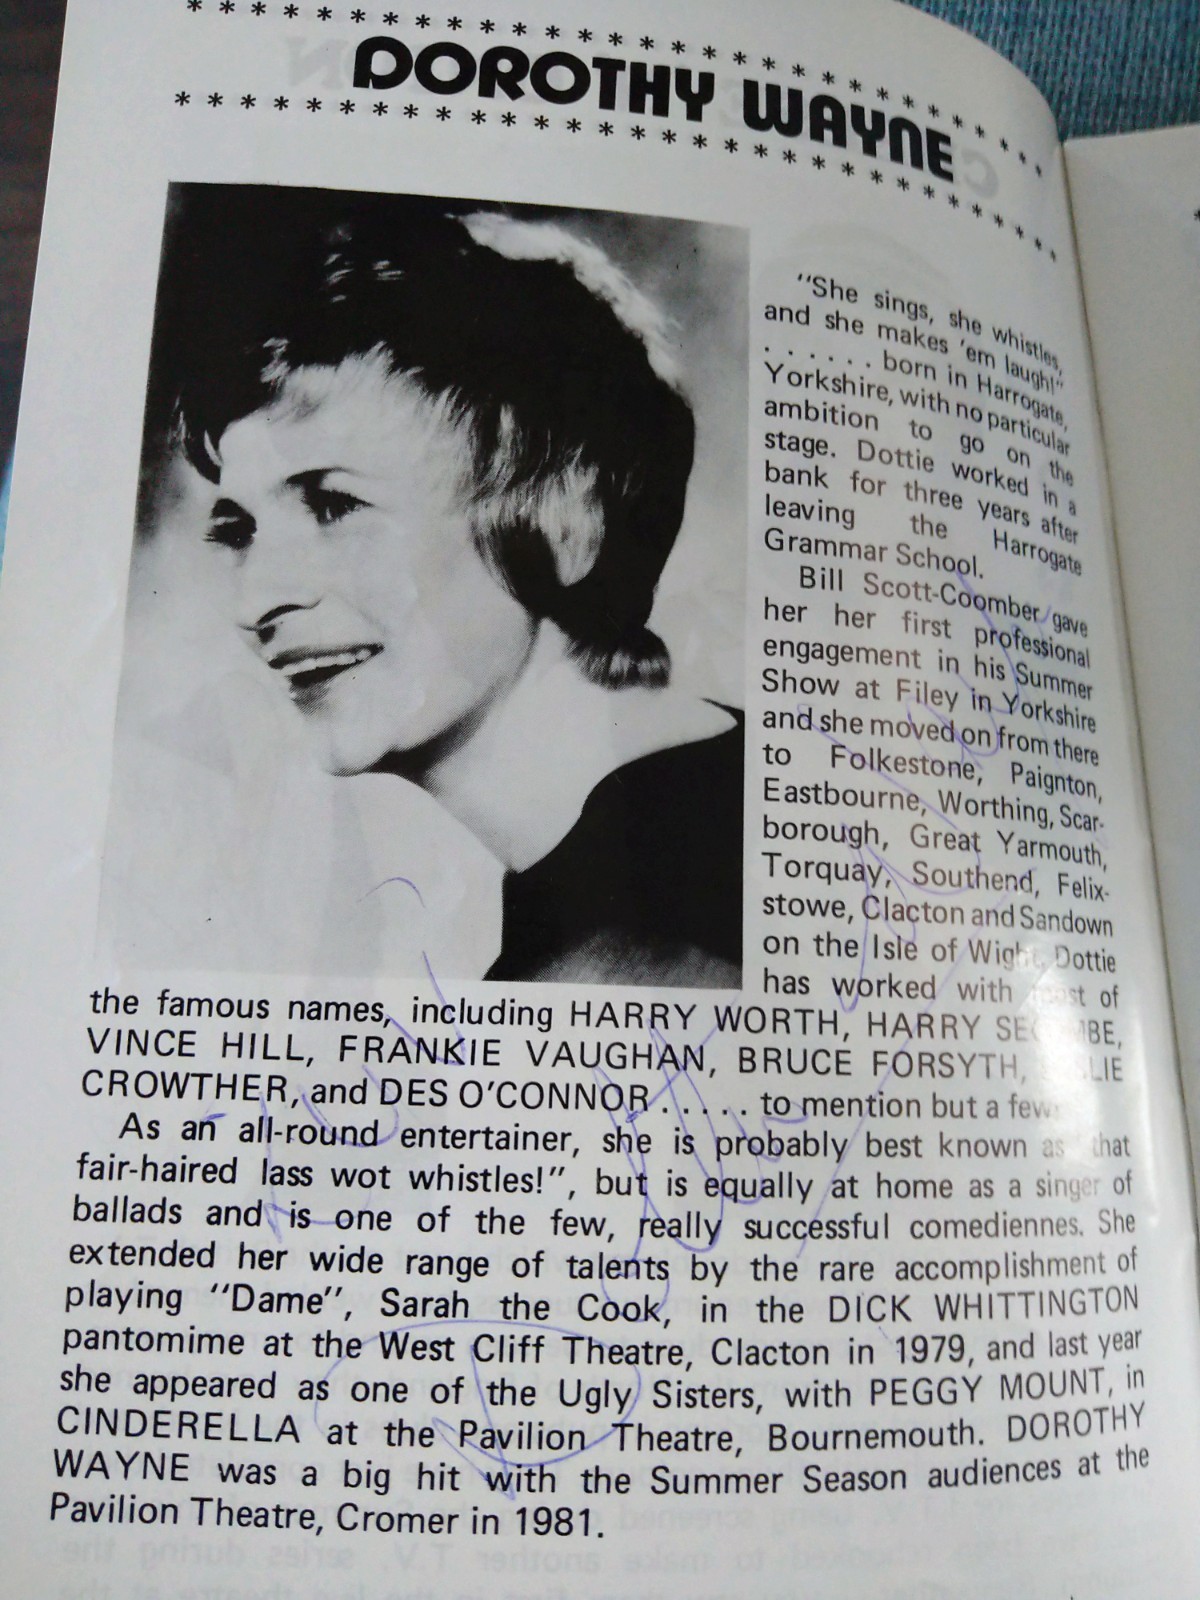 * * * * * * * * * * * * * * * * * * * * * * * * * * * *
DOROTHY WAYNE
* * * * * * * * * * * * * * * * * * * * * * * * * * * *
"She sings, she whistles,
and she makes 'em laugh!"
. . . . . . born in Harrogate,
Yorkshire, with no particular
ambition to go on the
stage. Dottie worked in a
bank for three years after
leaving the Harrogate
Grammar School.
Bill Scott-Coomber gave
her her first professional
engagement in his Summer
Show at Filey in Yorkshire
and she moved on from there
to Folkestone, Paignton,
Eastbourne, Worthing, Scar-
borough, Great Yarmouth,
Torquay, Southend, Felix-
stowe, Clacton and Sandown
on the Isle of Wight. Dottie
has worked with most of
the famous names, including HARRY WORTH, HARRY SECOMBE,
VINCE HILL, FRANKIE VAUGHAN, BRUCE FORSYTH, LESLIE
CROWTHER, and DES O'CONNOR . . . . . to mention but a few.
As an all-round entertainer, she is probably best known as "that
fair-haired lass wot whistles!", but is equally at home as a singer of
ballads and is one of the few, really successful comediennes. She
extended her wide range of talents by the rare accomplishment of
playing "Dame", Sarah the Cook, in the DICK WHITTINGTON
pantomime at the West Cliff Theatre, Clacton in 1979, and last year
she appeared as one of the Ugly Sisters, with PEGGY MOUNT, in
CINDERELLA at the Pavilion Theatre, Bournemouth. DOROTHY
WAYNE was a big hit with the Summer Season audiences at the
Pavilion Theatre, Cromer in 1981.